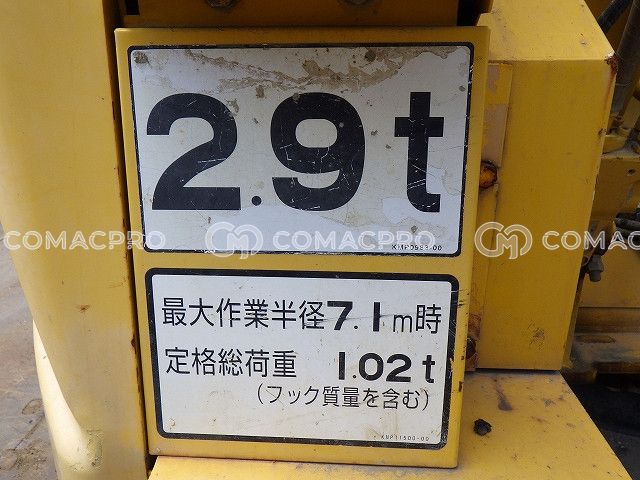 2.9t
COMACPRO COMACPRO
最大作業半径7.1m時
定格総荷重 1.02t
(フック質量を含む)